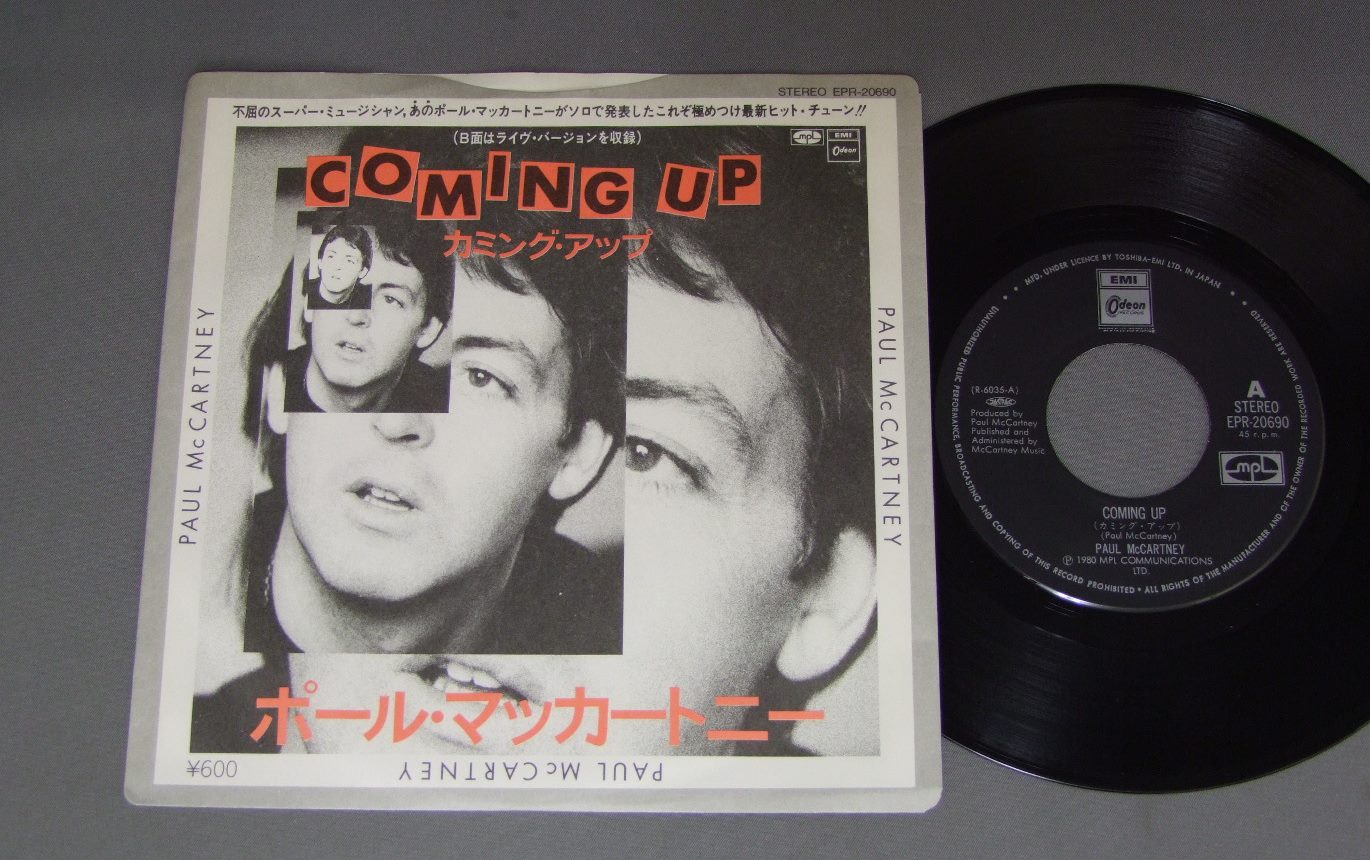 STEREO EPR-20690
不屈のスーパー・ミュージシャン,あのポール・マッカートニーがソロで発表したこれぞ極めつけ最新ヒット・チューン!!
(B面はライヴ・バージョンを収録)
mpl
EMI
Odeon
COMING UP
カミング・アップ
PAUL McCARTNEY
PAUL McCARTNEY
ポール・マッカートニー
¥600
PAUL McCARTNEY
MFD. UNDER LICENCE BY TOSHIBA-EMI LTD. IN JAPAN
UNAUTHORIZED PUBLIC PERFORMANCE, BROADCASTING AND COPYING OF THIS RECORD PROHIBITED • ALL RIGHTS OF THE MANUFACTURER AND OF THE OWNER OF THE RECORDED WORK ARE RESERVED
EMI
Odeon
(R·6035-A)
Produced by
Paul McCartney
Published and
Administered by
McCartney Music
A
STEREO
EPR-20690
45 r.p.m.
mpl
COMING UP
(カミング・アップ)
(Paul McCartney)
PAUL McCARTNEY
Ⓟ 1980 MPL COMMUNICATIONS
LTD.